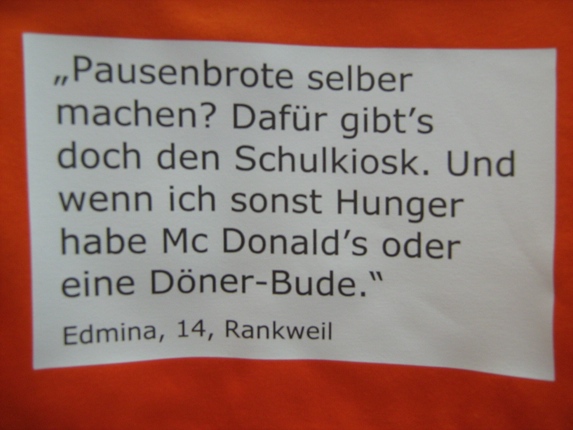 „Pausenbrote selber
machen? Dafür gibt’s
doch den Schulkiosk. Und
wenn ich sonst Hunger
habe Mc Donald’s oder
eine Döner-Bude.“
Edmina, 14, Rankweil